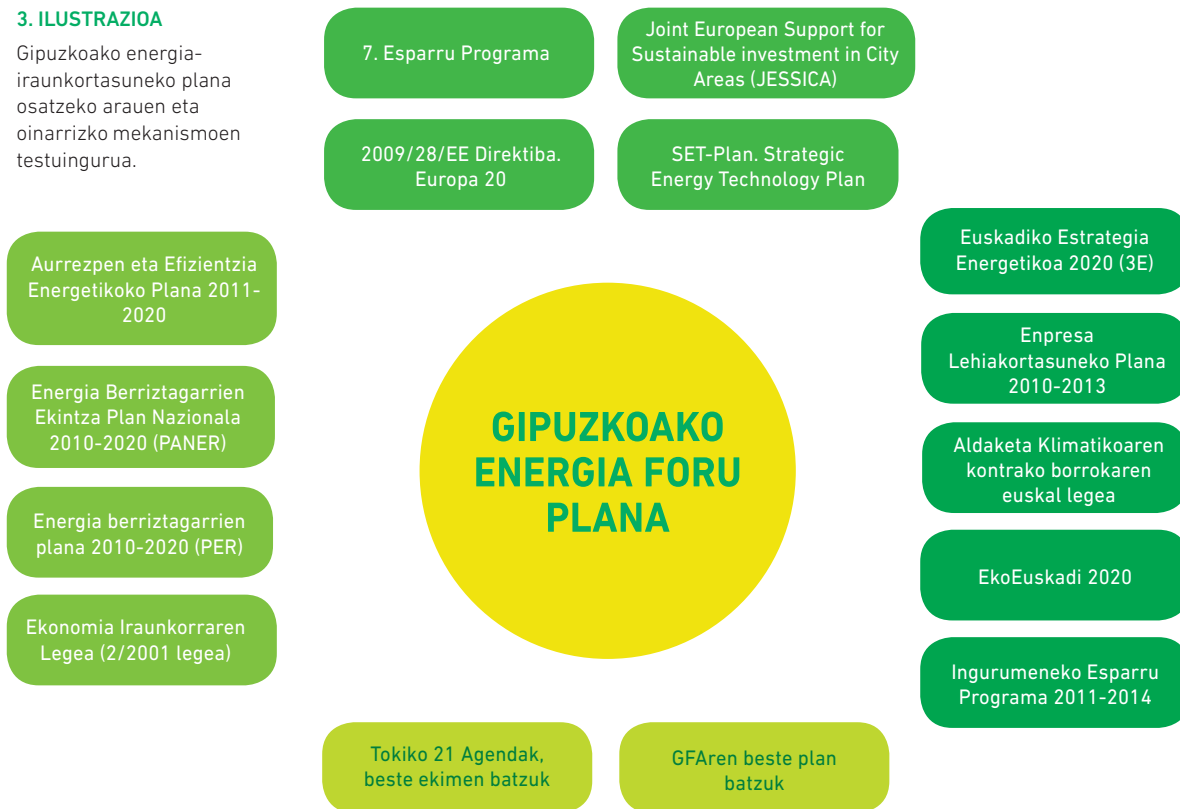 3. ILUSTRAZIOA
Gipuzkoako energia-
iraunkortasuneko plana
osatzeko arauen eta
oinarrizko mekanismoen
testuingurua.
7. Esparru Programa
Joint European Support for
Sustainable investment in City
Areas (JESSICA)
2009/28/EE Direktiba.
Europa 20
SET-Plan. Strategic
Energy Technology Plan
Aurrezpen eta Efizientzia
Energetikoko Plana 2011-
2020
Energia Berriztagarrien
Ekintza Plan Nazionala
2010-2020 (PANER)
Energia berriztagarrien
plana 2010-2020 (PER)
Ekonomia Iraunkorraren
Legea (2/2001 legea)
GIPUZKOAKO
ENERGIA FORU
PLANA
Euskadiko Estrategia
Energetikoa 2020 (3E)
Enpresa
Lehiakortasuneko Plana
2010-2013
Aldaketa Klimatikoaren
kontrako borrokaren
euskal legea
EkoEuskadi 2020
Ingurumeneko Esparru
Programa 2011-2014
Tokiko 21 Agendak,
beste ekimen batzuk
GFAren beste plan
batzuk